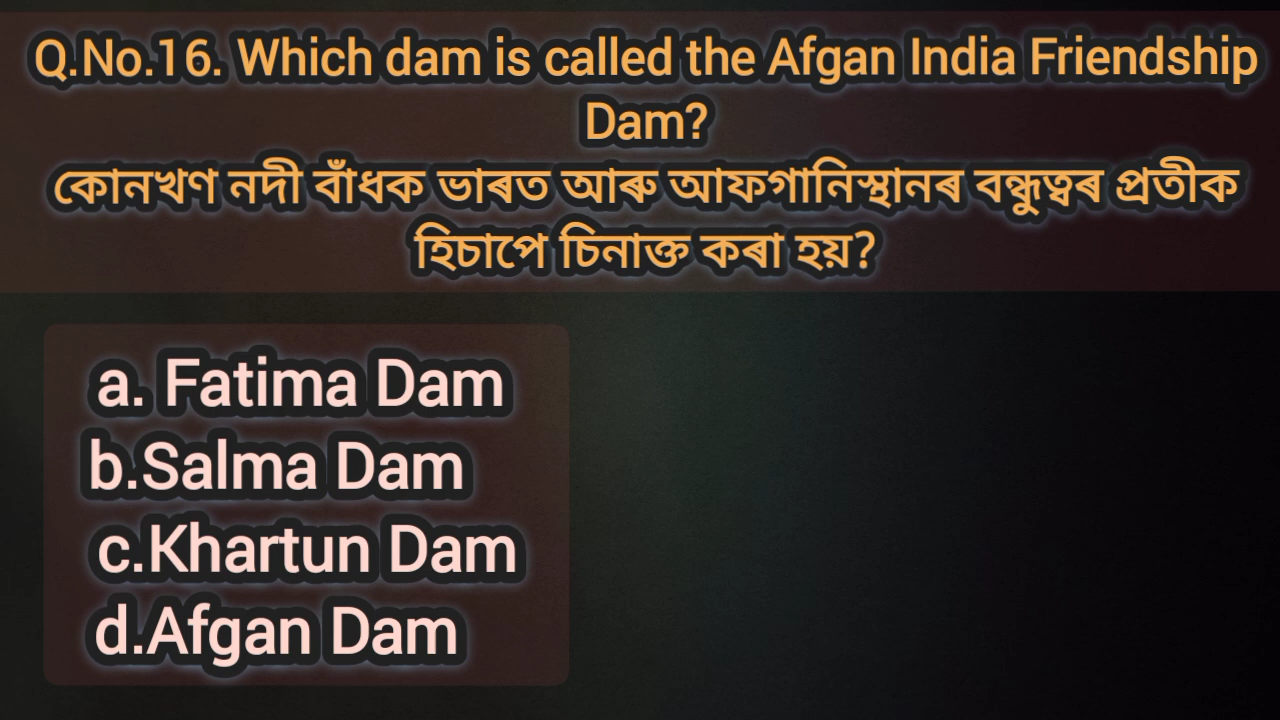 Q.No.16. Which dam is called the Afgan India Friendship
Dam?
কোনখণ নদী বাঁধক ভাৰত আৰু আফগানিস্থানৰ বন্ধুত্বৰ প্ৰতীক
হিচাপে চিনাক্ত কৰা হয়?
a. Fatima Dam
b.Salma Dam
c.Khartun Dam
d.Afgan Dam